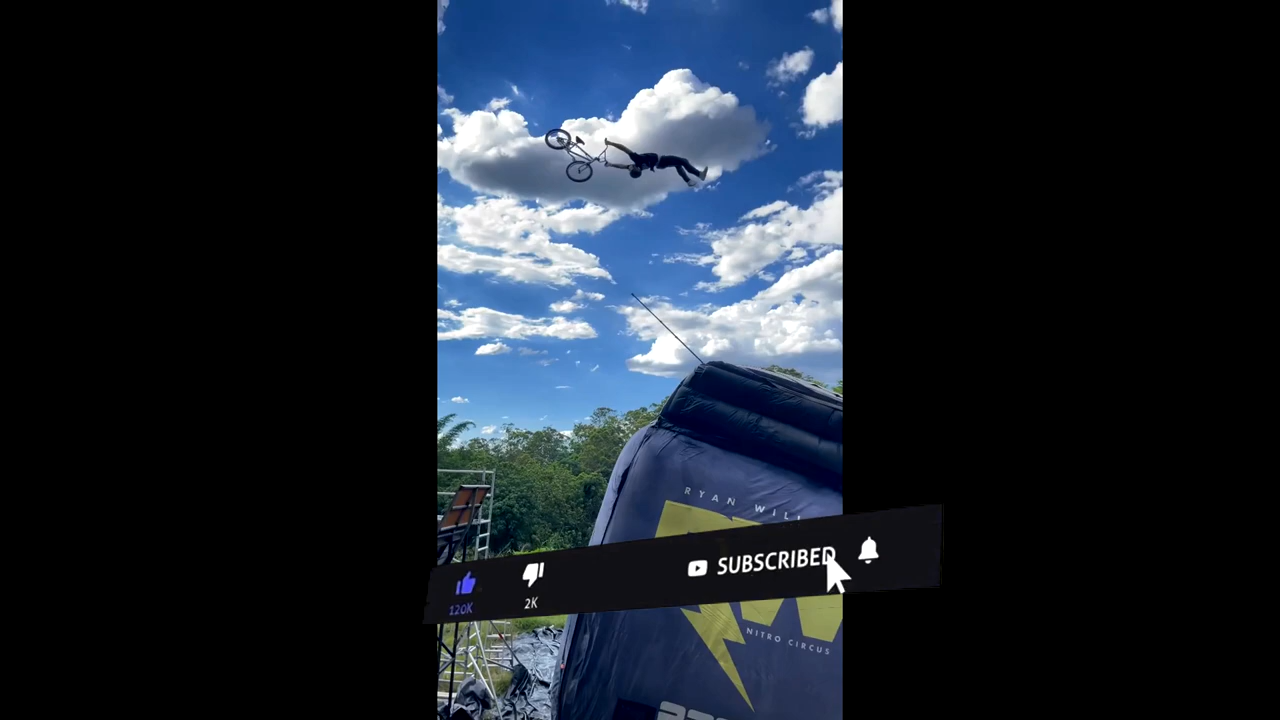 RYAN WILL
120K
2K
SUBSCRIBED
NITRO CIRCUS